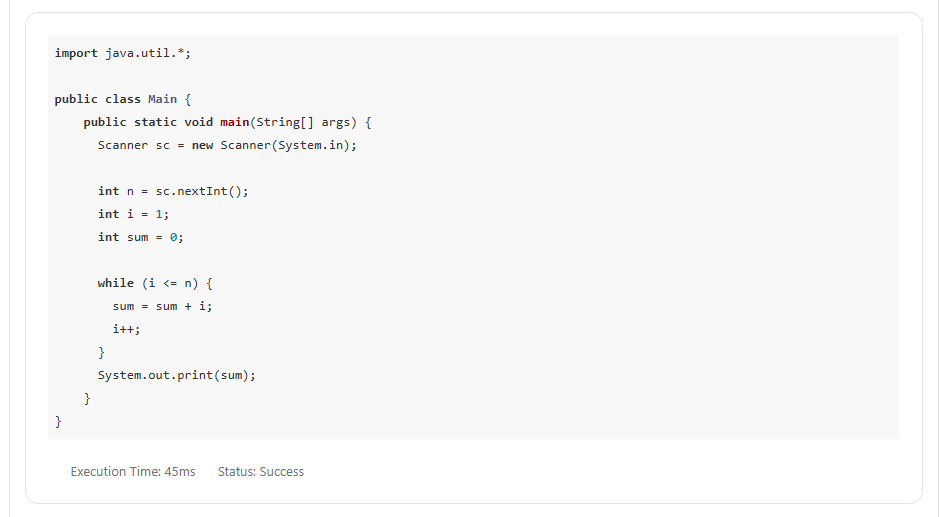 import java.util.*;
public class Main {
public static void main(String[] args) {
Scanner sc = new Scanner(System.in);
int n = sc.nextInt();
int i = 1;
int sum = 0;
while (i <= n) {
sum = sum + i;
i++;
}
System.out.print(sum);
}
}
Execution Time: 45ms Status: Success